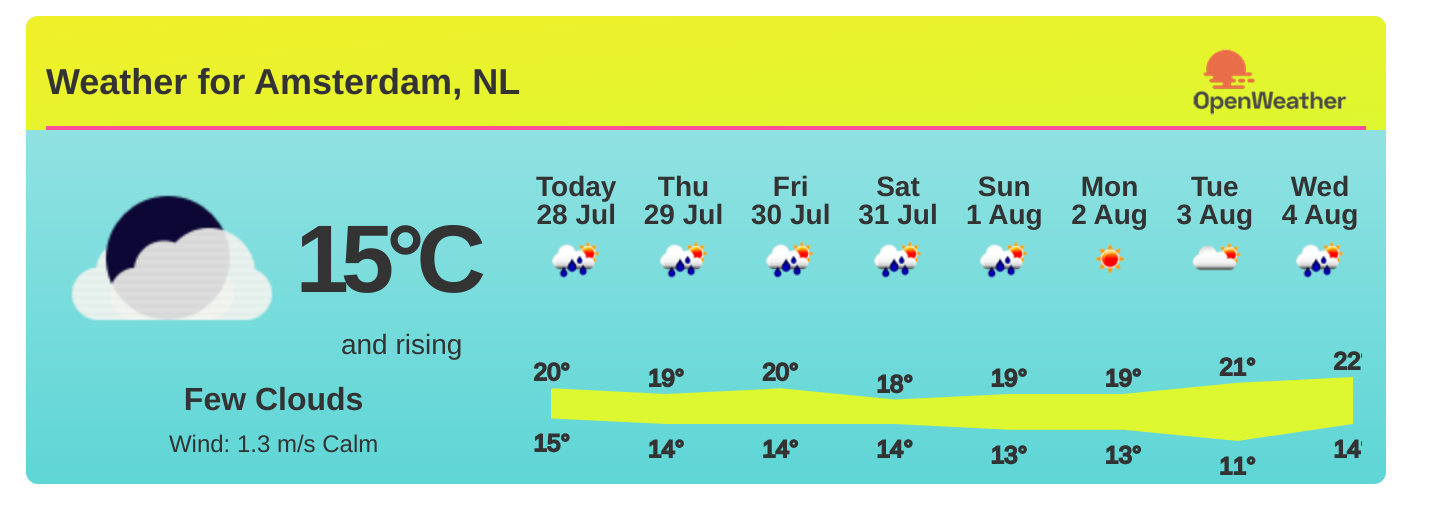 Weather for Amsterdam, NL
OpenWeather
15°C
and rising
Few Clouds
Wind: 1.3 m/s Calm
Today Thu Fri Sat Sun Mon Tue Wed
28 Jul 29 Jul 30 Jul 31 Jul 1 Aug 2 Aug 3 Aug 4 Aug
20° 19° 20° 18° 19° 19° 21° 22°
15° 14° 14° 14° 13° 13° 11° 14°